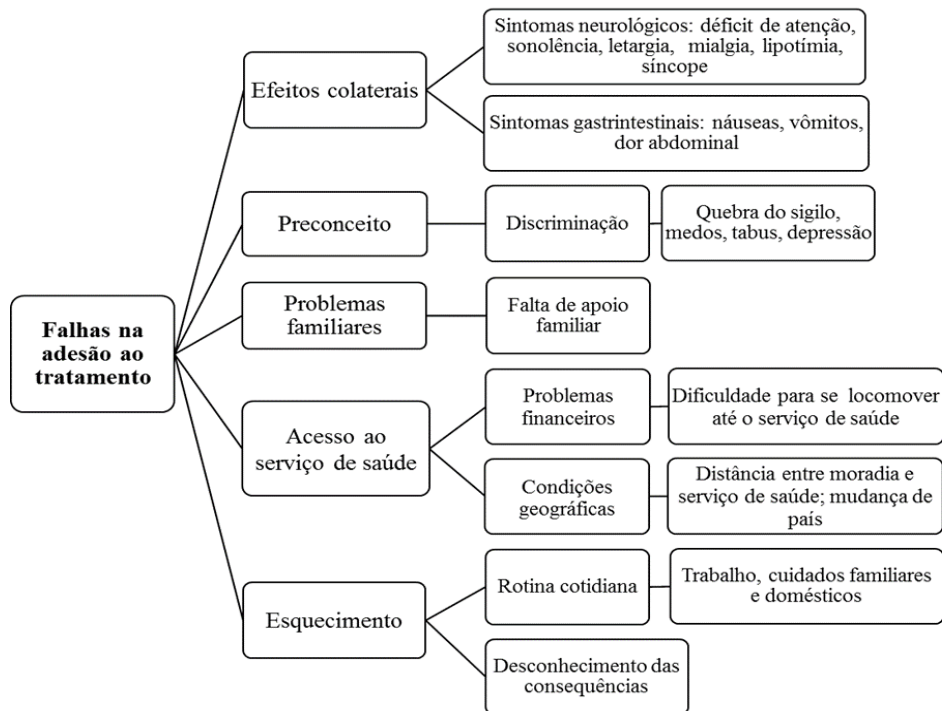 Falhas na
adesão ao
tratamento
Efeitos colaterais
Sintomas neurológicos: déficit de atenção,
sonolência, letargia, mialgia, lipotímia,
síncope
Sintomas gastrintestinais: náuseas, vômitos,
dor abdominal
Preconceito
Discriminação
Quebra do sigilo,
medos, tabus, depressão
Problemas
familiares
Falta de apoio
familiar
Acesso ao
serviço de saúde
Problemas
financeiros
Dificuldade para se locomover
até o serviço de saúde
Condições
geográficas
Distância entre moradia e
serviço de saúde; mudança de
país
Esquecimento
Rotina cotidiana
Trabalho, cuidados familiares
e domésticos
Desconhecimento das
consequências